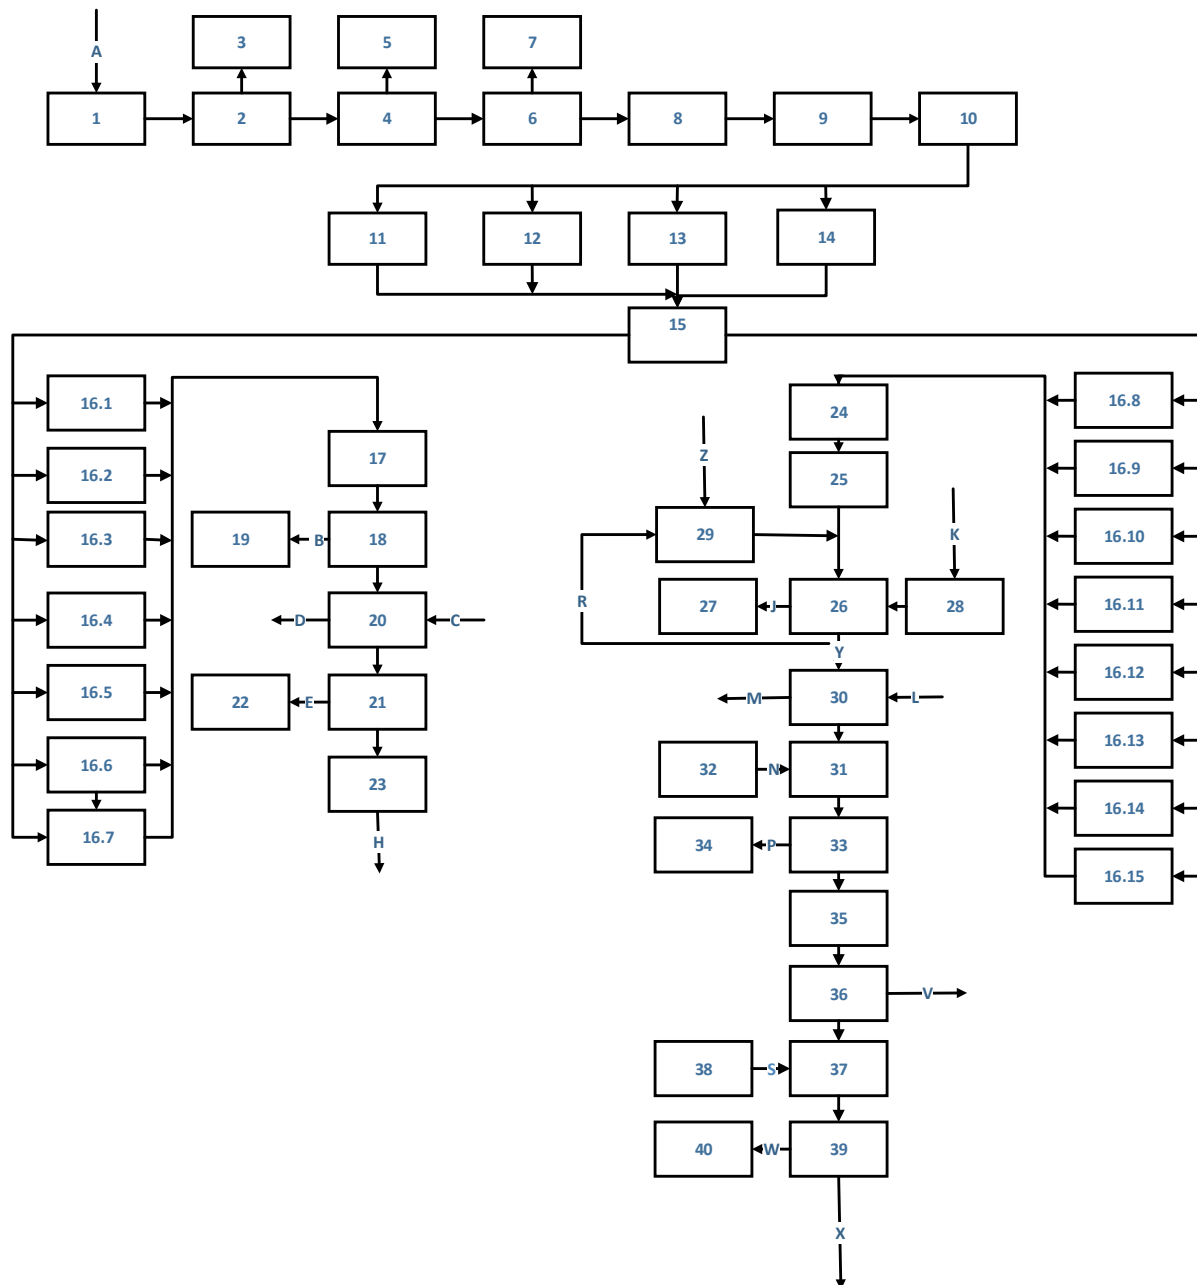 3 5 7
A
1 2 4 6 8 9 10
11 12 13 14
15
16.1 24 16.8
17 Z 25 16.9
16.2
16.3 19 B 18 29 K 16.10
R 27 J 26 28 16.11
16.4 D 20 C
Y
16.5 22 E 21 M 30 L 16.12
16.6 23 32 N 31 16.13
16.7 H 34 P 33 16.14
16.15
35
36 V
38 S 37
40 W 39
X